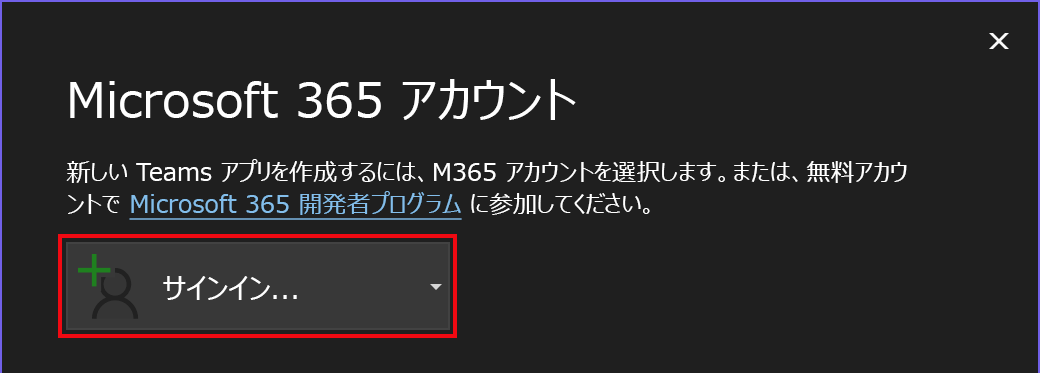 Microsoft 365 アカウント
新しい Teams アプリを作成するには、M365 アカウントを選択します。または、無料アカウ
ントで Microsoft 365 開発者プログラム に参加してください。
サインイン...